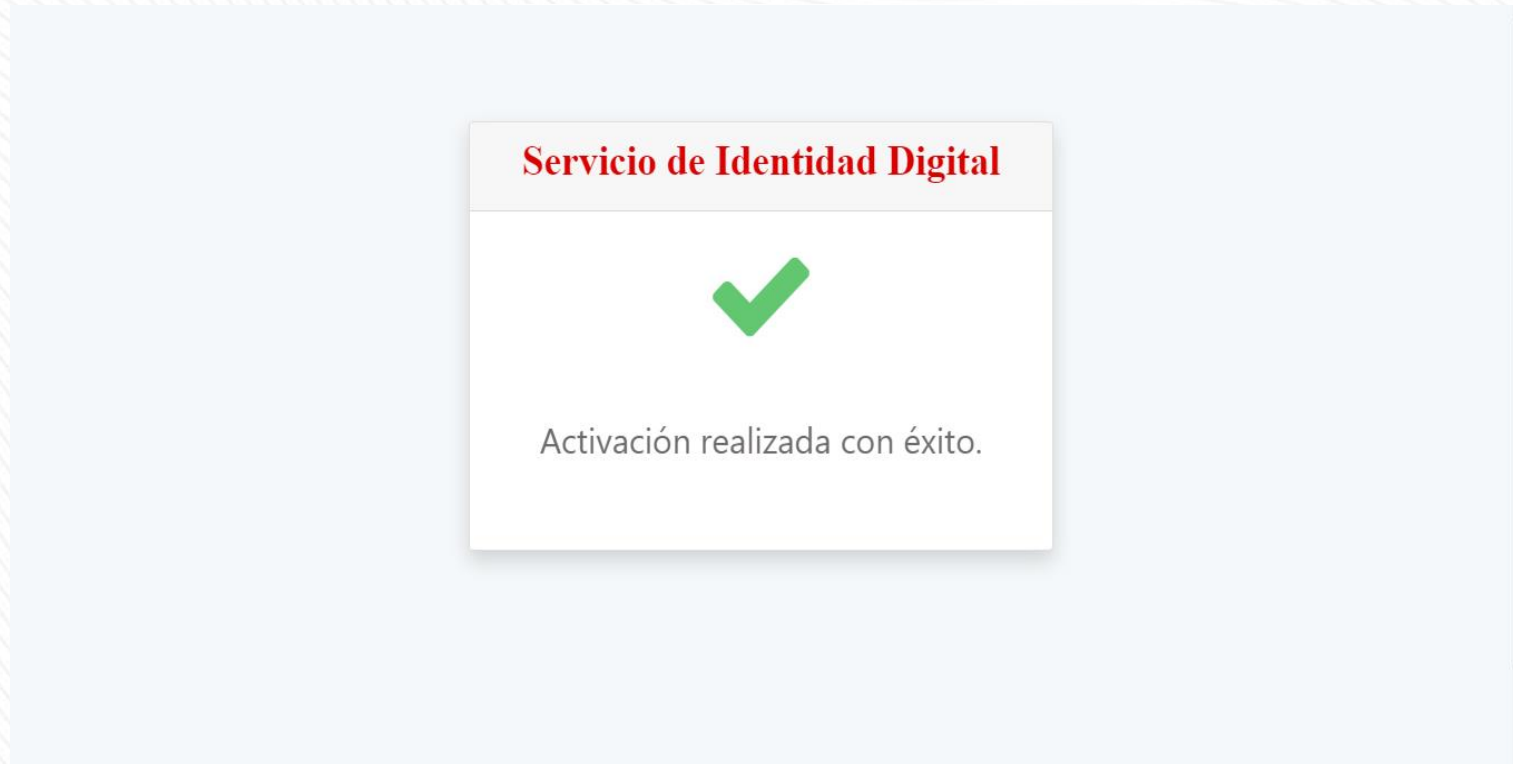 Servicio de Identidad Digital
Activación realizada con éxito.